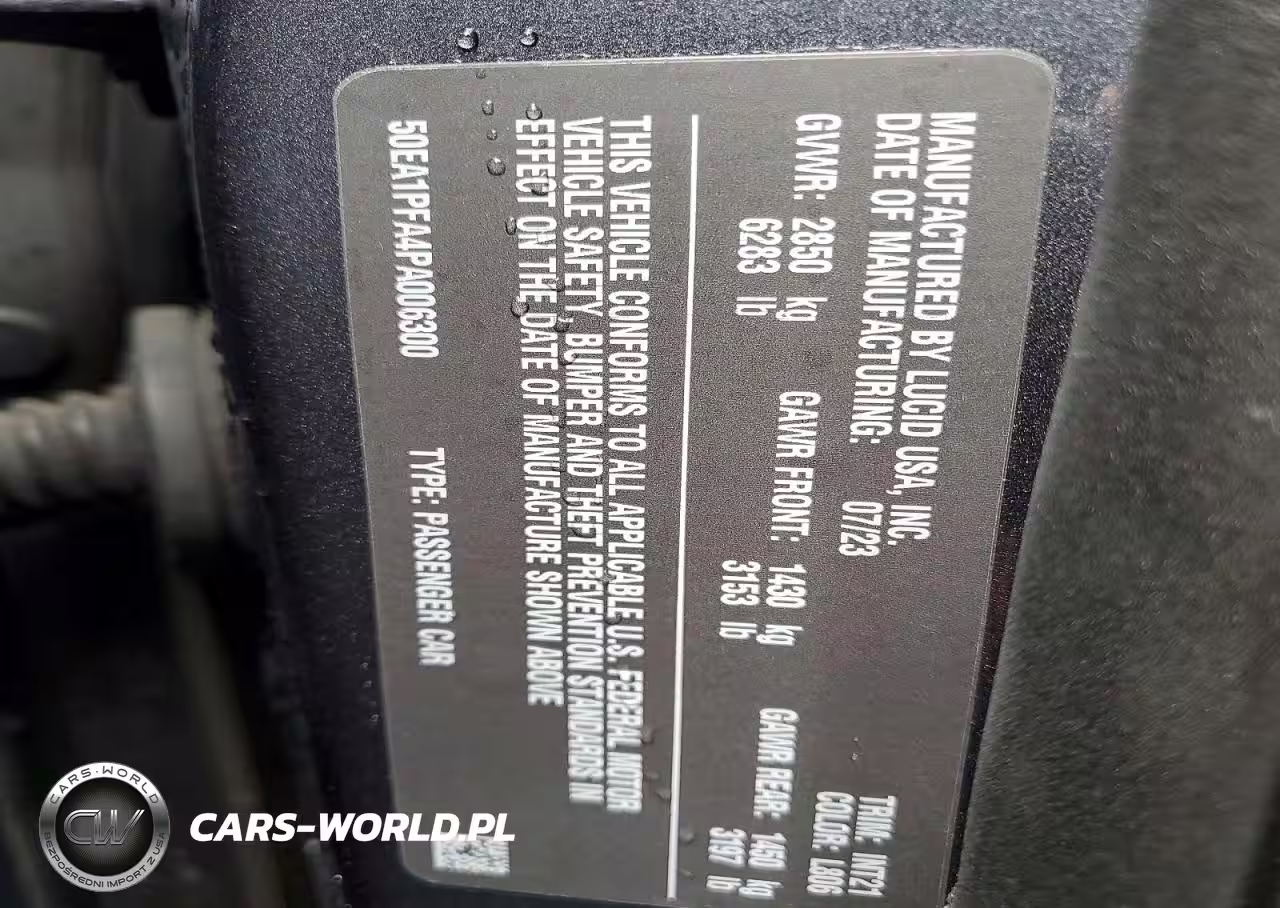 MANUFACTURED BY LUCID USA, INC.
DATE OF MANUFACTURING: 07/23
TRIM: INT21
COLOR: L806
GVWR: 2850 kg GAWR FRONT: 1430 kg GAWR REAR: 1450 kg
6283 lb 3153 lb 3197 lb
THIS VEHICLE CONFORMS TO ALL APPLICABLE U.S. FEDERAL MOTOR
VEHICLE SAFETY, BUMPER AND THEFT PREVENTION STANDARDS IN
EFFECT ON THE DATE OF MANUFACTURE SHOWN ABOVE
50EA1PFA4PA006300 TYPE: PASSENGER CAR
CARS-WORLD
CW
BEZPOŚREDNI IMPORT Z USA
CARS-WORLD.PL